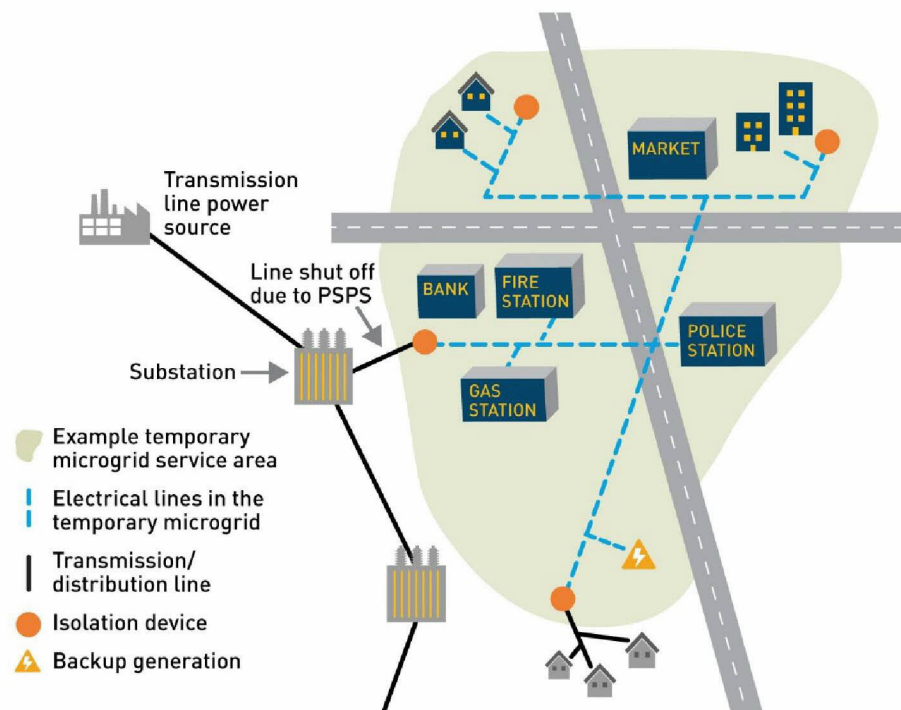 MARKET
Transmission
line power
source
Line shut off
due to PSPS
BANK
FIRE
STATION
POLICE
STATION
Substation
GAS
STATION
Example temporary
microgrid service area
Electrical lines in the
temporary microgrid
Transmission/
distribution line
Isolation device
Backup generation